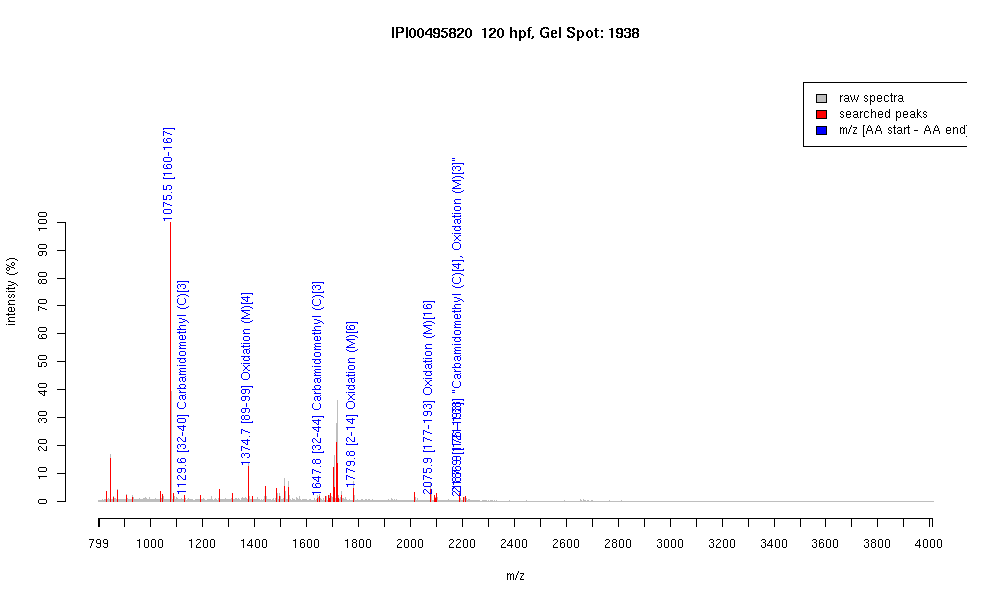 IPI00495820  120 hpf, Gel Spot: 1938
raw spectra
searched peaks
m/z [AA start - AA end]
1075.5 [160-167]
1129.6 [32-40] Carbamidomethyl (C)[3]
1374.7 [89-99] Oxidation (M)[4]
1647.8 [32-44] Carbamidomethyl (C)[3]
1779.8 [2-14] Oxidation (M)[6]
2075.9 [177-193] Oxidation (M)[16]
"Carbamidomethyl (C)[4], Oxidation (M)[3]"
intensity (%)
0 10 20 30 40 50 60 70 80 90 100
799 1000 1200 1400 1600 1800 2000 2200 2400 2600 2800 3000 3200 3400 3600 3800 4000
m/z